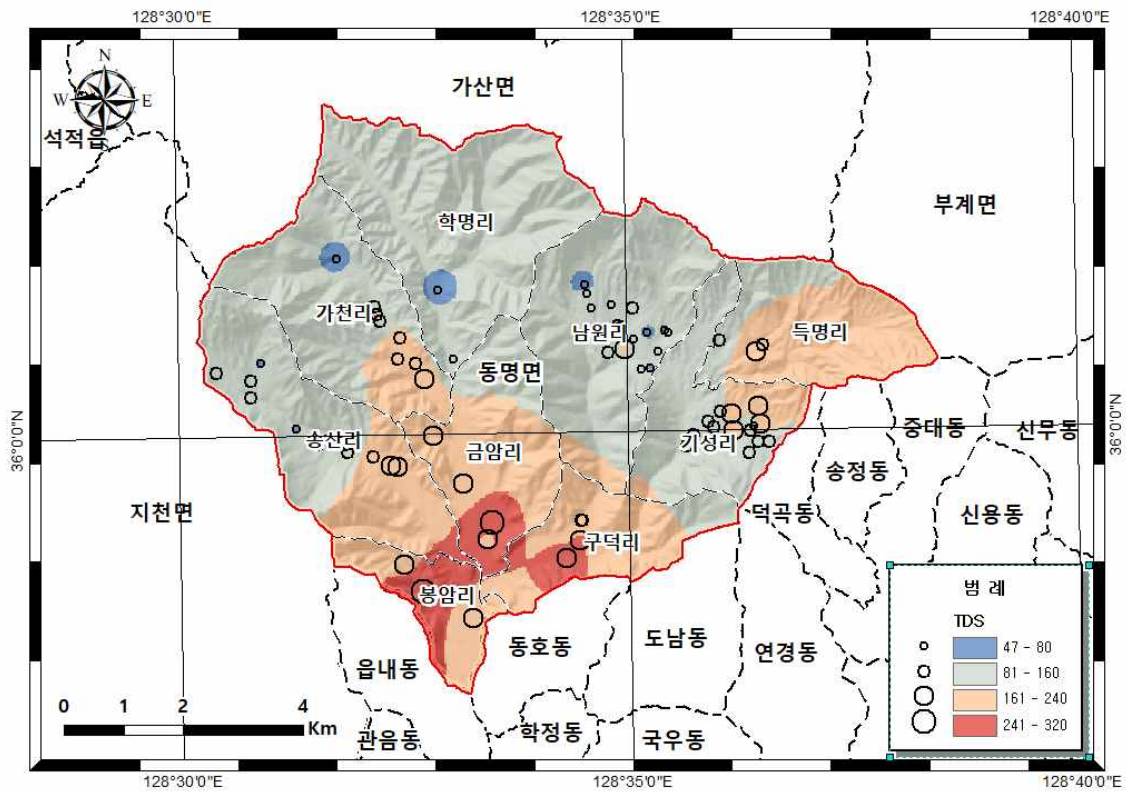 128°30'0"E
128°35'0"E
128°40'0"E
N
W
E
S
가산면
석적읍
부계면
학명리
가천리
남원리
득명리
동명면
36°0'0"N
36°0'0"N
송산리
금암리
기성리
중대동
신무동
송정동
지천면
덕곡동
신용동
구덕리
봉암리
동호동
도남동
연경동
읍내동
학정동
관음동
국우동
범 례
TDS
47 - 80
81 - 160
161 - 240
241 - 320
0
1
2
4
Km
128°30'0"E
128°35'0"E
128°40'0"E